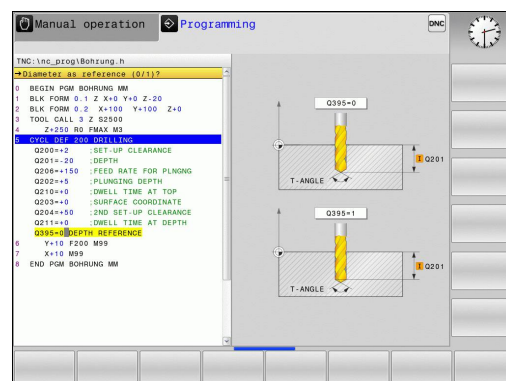 Manual operation
Programming
DNC
TNC:\nc_prog\Bohrung.h
→Diameter as reference (0/1)?
0 BEGIN PGM BOHRUNG MM
1 BLK FORM 0.1 Z X+0 Y+0 Z-20
2 BLK FORM 0.2 X+100 Y+100 Z+0
3 TOOL CALL 3 Z S2500
4 Z+250 R0 FMAX M3
5 CYCL DEF 200 DRILLING
Q200=+2 ;SET-UP CLEARANCE
Q201=-20 ;DEPTH
Q206=+150 ;FEED RATE FOR PLNGNG
Q202=+5 ;PLUNGING DEPTH
Q210=+0 ;DWELL TIME AT TOP
Q203=+0 ;SURFACE COORDINATE
Q204=+50 ;2ND SET-UP CLEARANCE
Q211=+0 ;DWELL TIME AT DEPTH
Q395=0 DEPTH REFERENCE
6 Y+10 F200 M99
7 X+10 M99
8 END PGM BOHRUNG MM
Q395=0
I Q201
T-ANGLE
Q395=1
I Q201
T-ANGLE